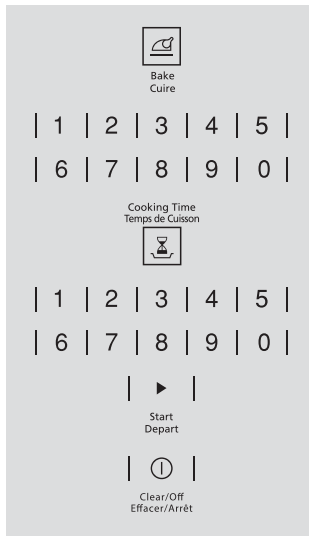 Bake
Cuire
1 2 3 4 5
6 7 8 9 0
Cooking Time
Temps de Cuisson
1 2 3 4 5
6 7 8 9 0
Start
Depart
Clear/Off
Effacer/Arrêt